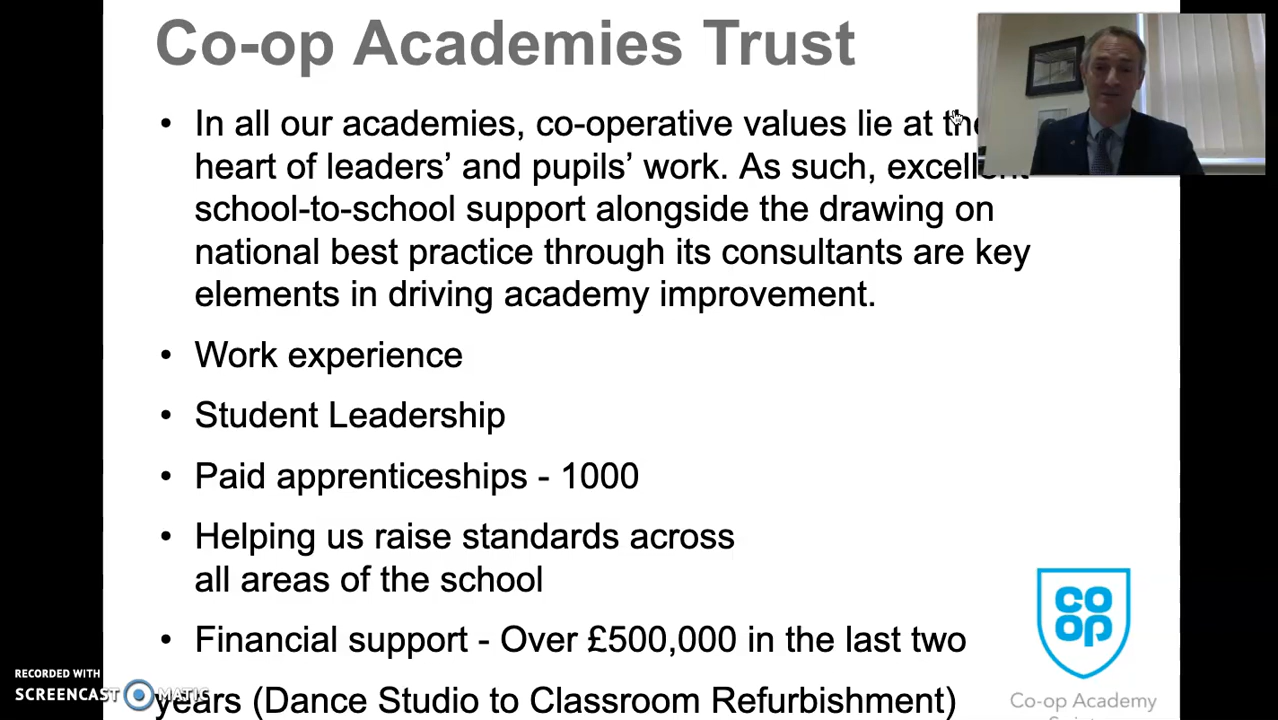 Co-op Academies Trust
• In all our academies, co-operative values lie at the
heart of leaders’ and pupils’ work. As such, excellent
school-to-school support alongside the drawing on
national best practice through its consultants are key
elements in driving academy improvement.
• Work experience
• Student Leadership
• Paid apprenticeships - 1000
• Helping us raise standards across
all areas of the school
• Financial support - Over £500,000 in the last two
years (Dance Studio to Classroom Refurbishment)
CO
OP
Co-op Academy
RECORDED WITH
SCREENCAST MATIC